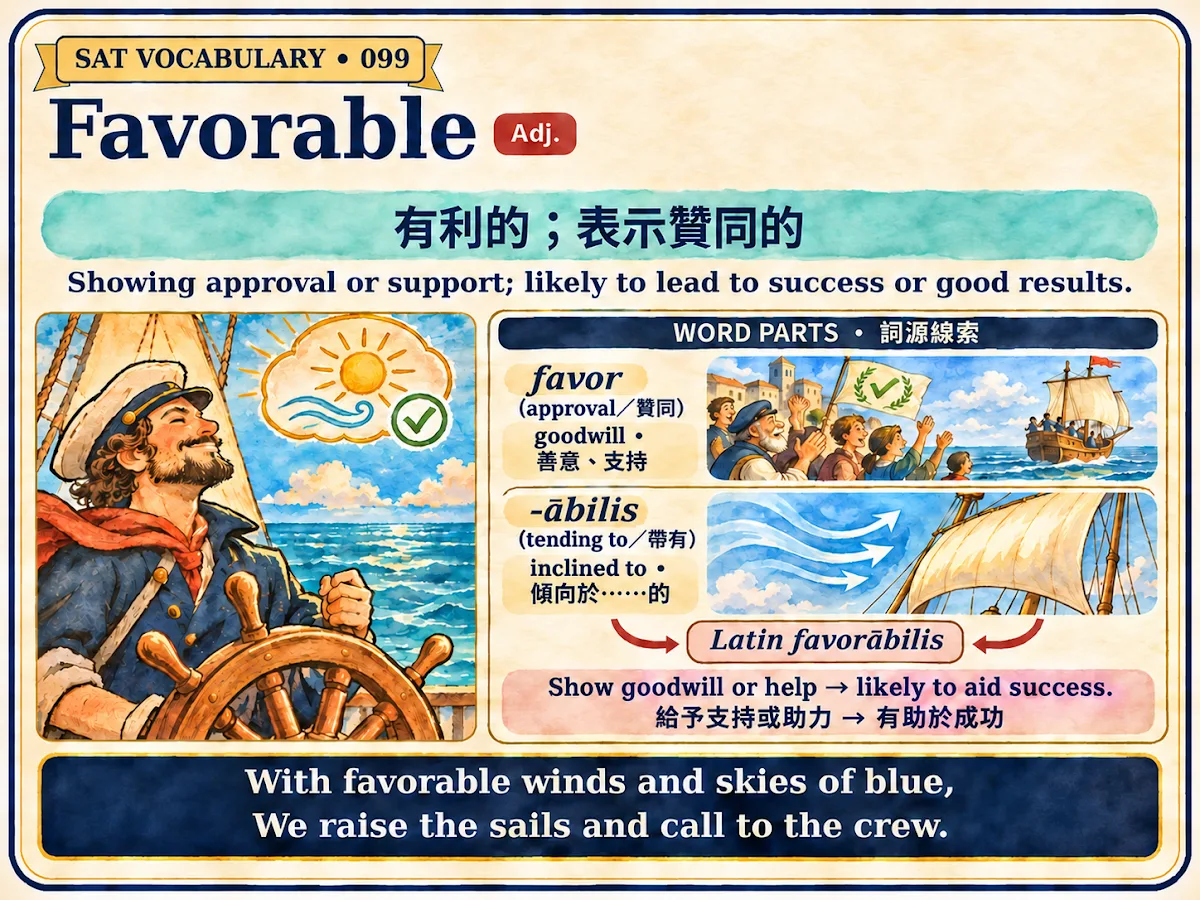 SAT VOCABULARY • 099
Favorable
Adj.
有利的；表示贊同的
Showing approval or support; likely to lead to success or good results.
WORD PARTS • 詞源線索
favor
(approval／贊同)
goodwill •
善意、支持
-ābilis
(tending to／帶有)
inclined to •
傾向於……的
Latin favorābilis
Show goodwill or help → likely to aid success.
給予支持或助力 → 有助於成功
With favorable winds and skies of blue,
We raise the sails and call to the crew.